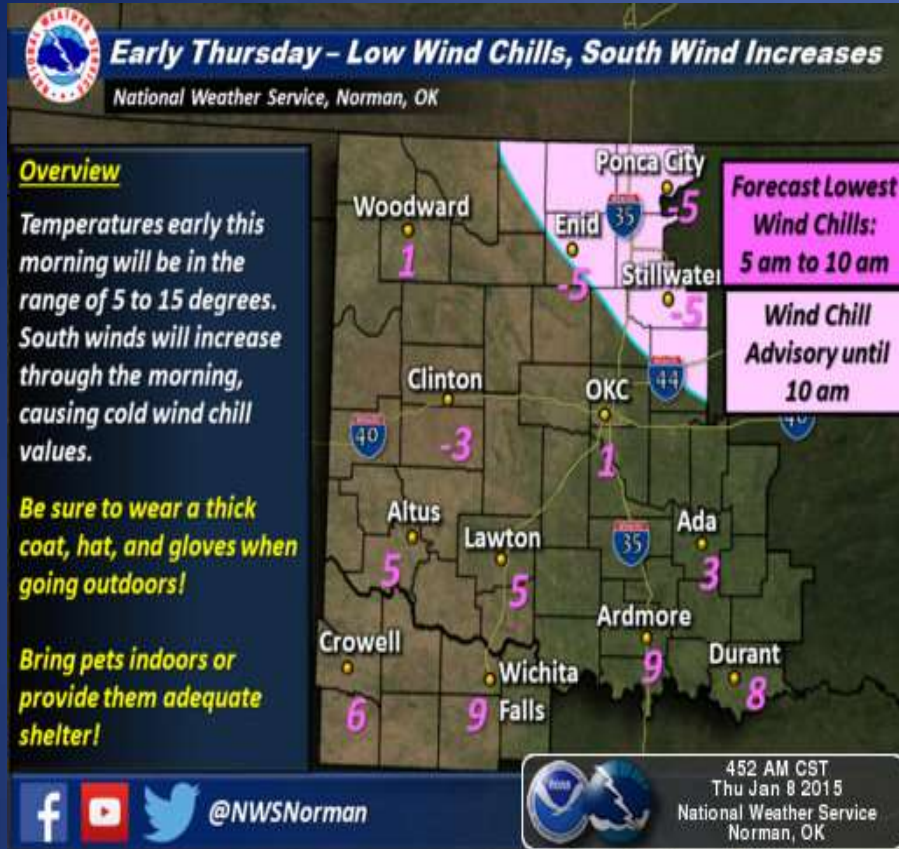 NATIONAL WEATHER SERVICE
Early Thursday – Low Wind Chills, South Wind Increases
National Weather Service, Norman, OK
Overview
Temperatures early this
morning will be in the
range of 5 to 15 degrees.
South winds will increase
through the morning,
causing cold wind chill
values.
Be sure to wear a thick
coat, hat, and gloves when
going outdoors!
Bring pets indoors or
provide them adequate
shelter!
Forecast Lowest
Wind Chills:
5 am to 10 am
Wind Chill
Advisory until
10 am
Ponca City
-5
35
Woodward
1
Enid
-5
Stillwater
-5
44
Clinton
-3
OKC
1
40
40
Altus
5
Lawton
5
35
Ada
3
Ardmore
9
Durant
8
Crowell
6
Wichita
Falls
9
@NWSNorman
452 AM CST
Thu Jan 8 2015
National Weather Service
Norman, OK